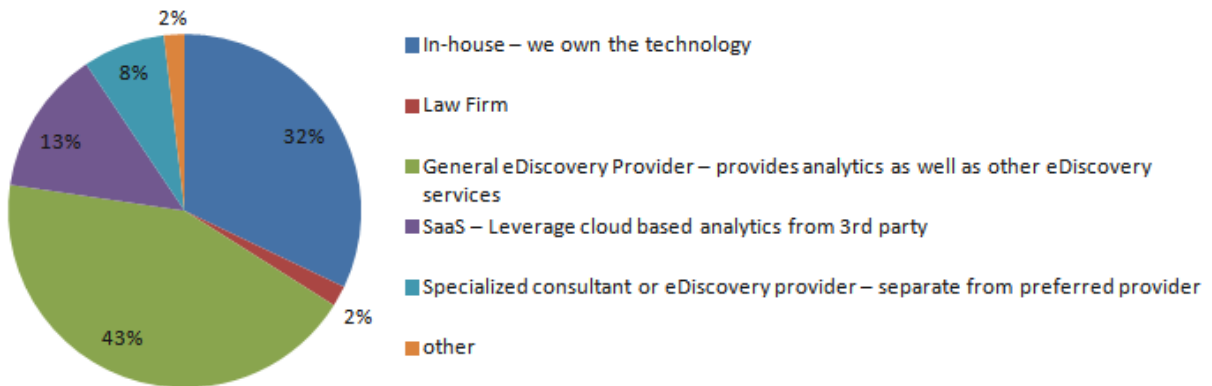 2%
8%
13%
32%
43%
2%
In-house – we own the technology
Law Firm
General eDiscovery Provider – provides analytics as well as other eDiscovery
services
SaaS – Leverage cloud based analytics from 3rd party
Specialized consultant or eDiscovery provider – separate from preferred provider
other